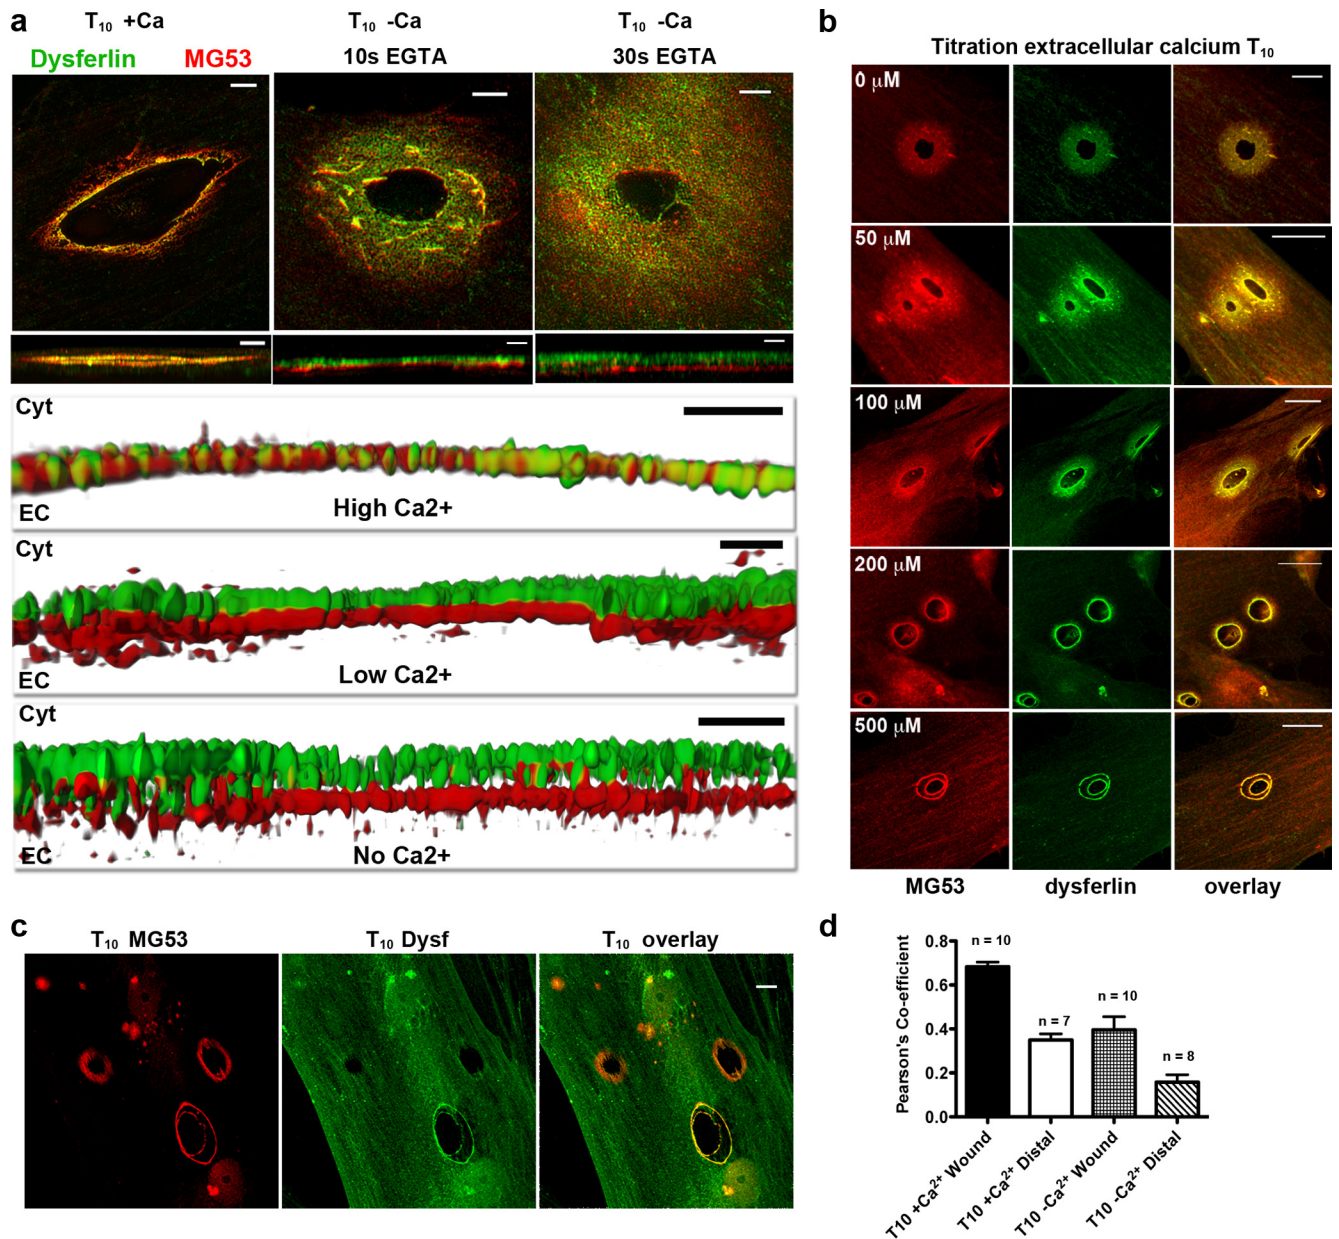 a
T10 +Ca
T10 -Ca
T10 -Ca
Dysferlin
MG53
10s EGTA
30s EGTA
Cyt
EC
High Ca2+
Cyt
EC
Low Ca2+
Cyt
EC
No Ca2+
b
Titration extracellular calcium T10
0 µM
50 µM
100 µM
200 µM
500 µM
MG53
dysferlin
overlay
c
T10 MG53
T10 Dysf
T10 overlay
d
Pearson's Co-efficient
0.8
0.6
0.4
0.2
0.0
n = 10
n = 7
n = 10
n = 8
T10 +Ca2+ Wound
T10 +Ca2+ Distal
T10 -Ca2+ Wound
T10 -Ca2+ Distal